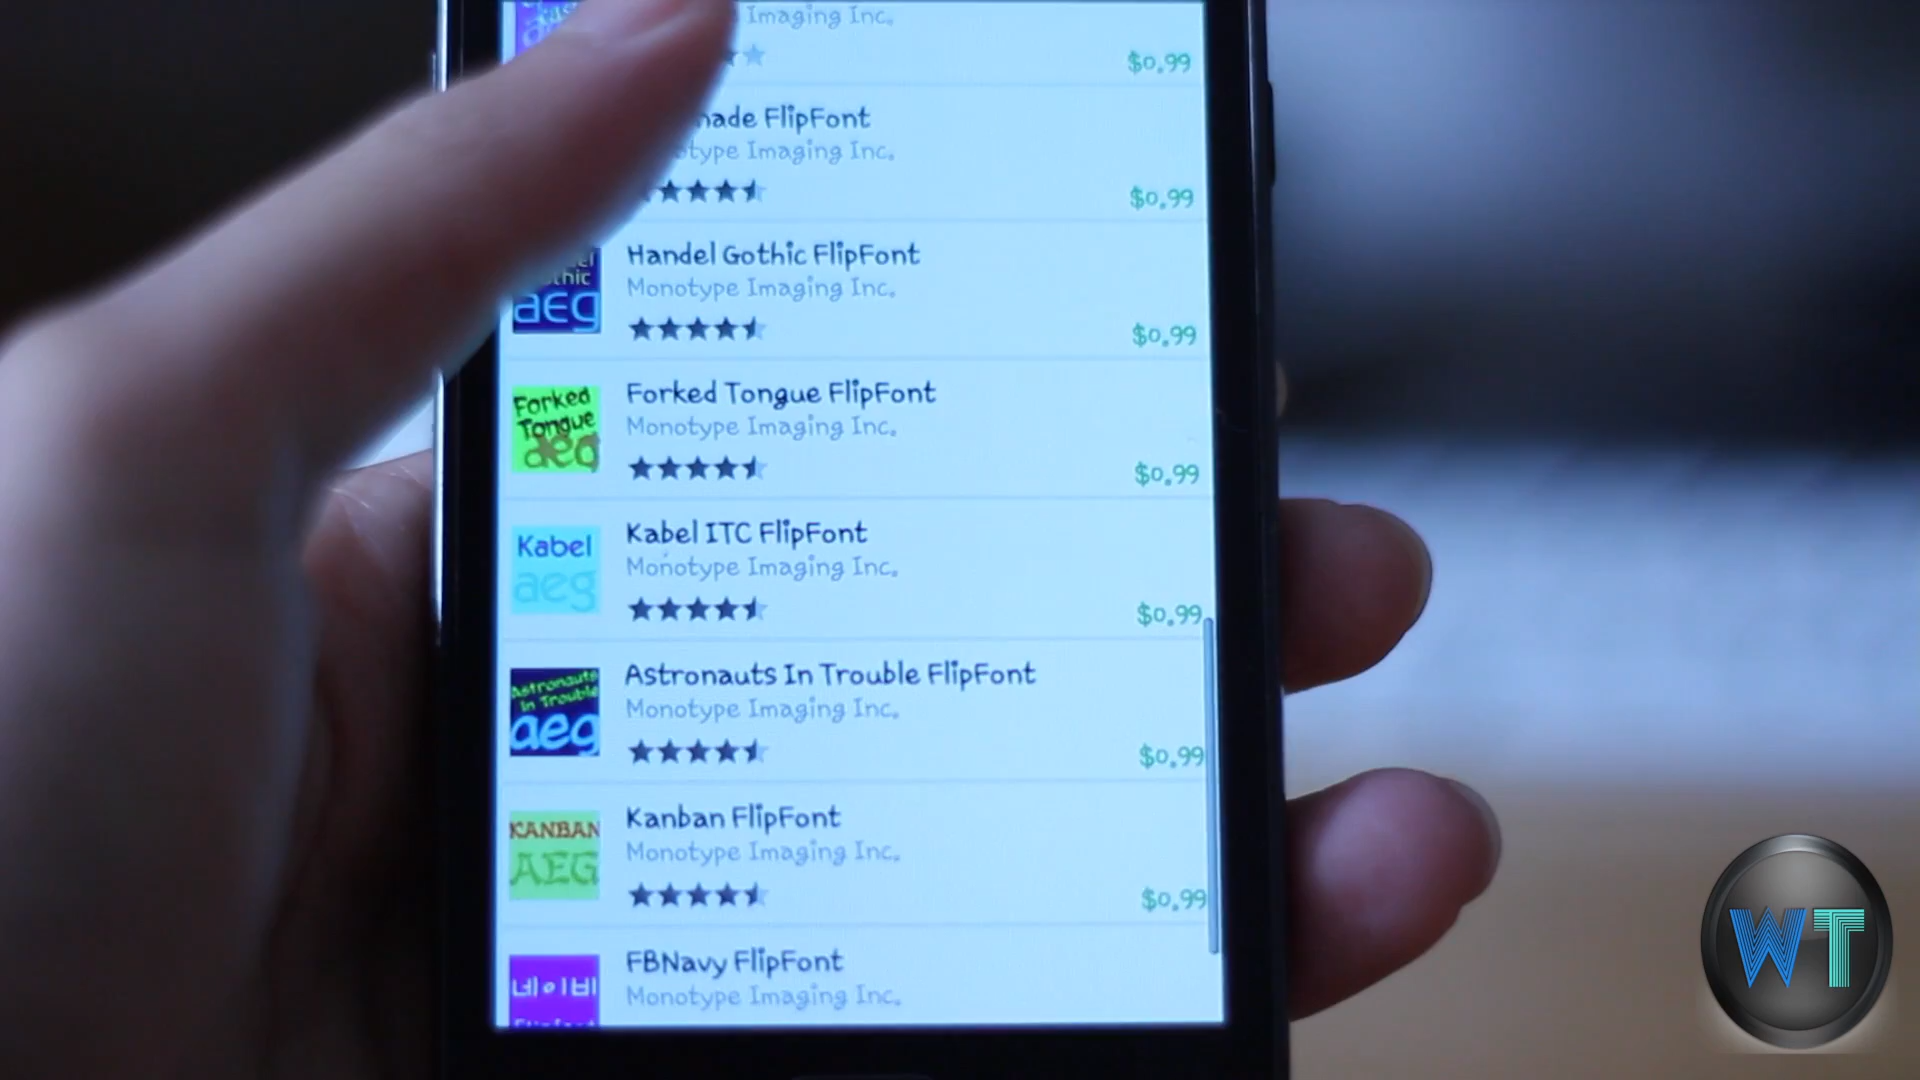 Imaging Inc.
$0.99
FlipFont
Imaging Inc.
$0.99
Handel Gothic FlipFont
Monotype Imaging Inc.
aeg
$0.99
Forked Tongue FlipFont
Monotype Imaging Inc.
Forked
Tongue
aeg
$0.99
Kabel ITC FlipFont
Monotype Imaging Inc.
Kabel
aeg
$0.99
Astronauts In Trouble FlipFont
Monotype Imaging Inc.
Astronauts
In Trouble
aeg
$0.99
Kanban FlipFont
Monotype Imaging Inc.
KANBAN
AEG
$0.99
FBNavy FlipFont
Monotype Imaging Inc.
네이비
WT